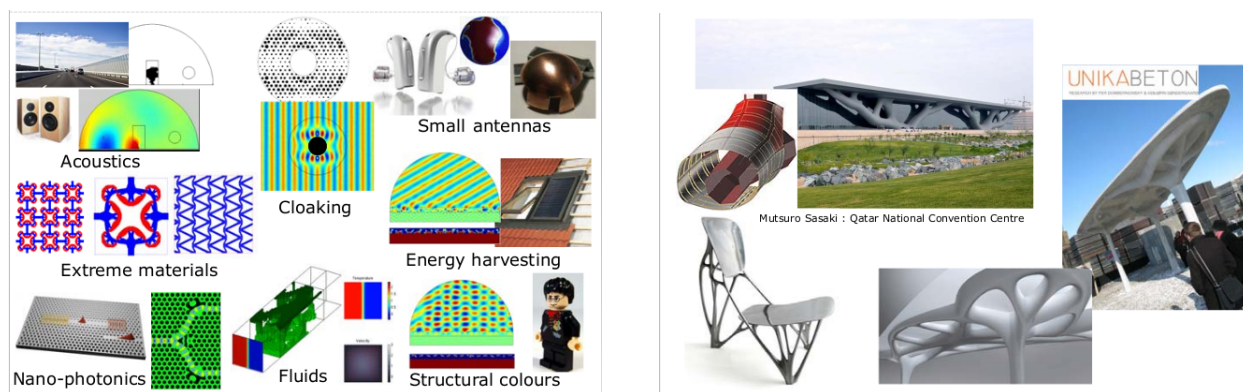 Acoustics
Cloaking
Small antennas
Extreme materials
Energy harvesting
Nano-photonics
Temperature
Fluids
Structural colours
Mutsuro Sasaki : Qatar National Convention Centre
UNIKABETON